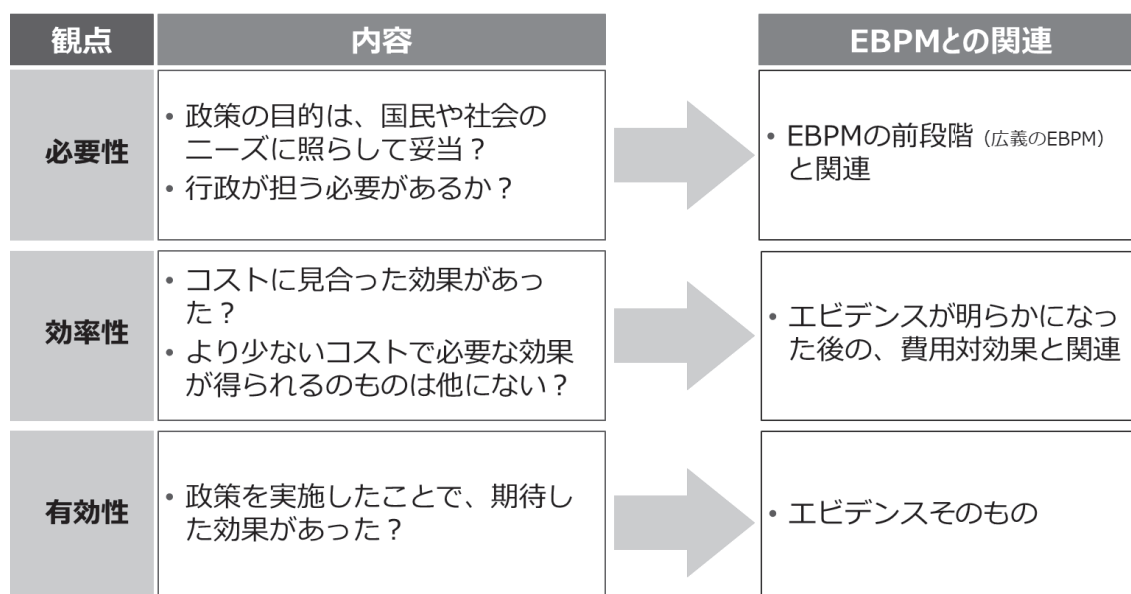 観点
内容
EBPMとの関連
必要性
• 政策の目的は、国民や社会の
ニーズに照らして妥当？
• 行政が担う必要があるか？
• EBPMの前段階（広義のEBPM）
と関連
効率性
• コストに見合った効果があっ
た？
• より少ないコストで必要な効果
が得られるのものは他にない？
• エビデンスが明らかになっ
た後の、費用対効果と関連
有効性
• 政策を実施したことで、期待し
た効果があった？
• エビデンスそのもの